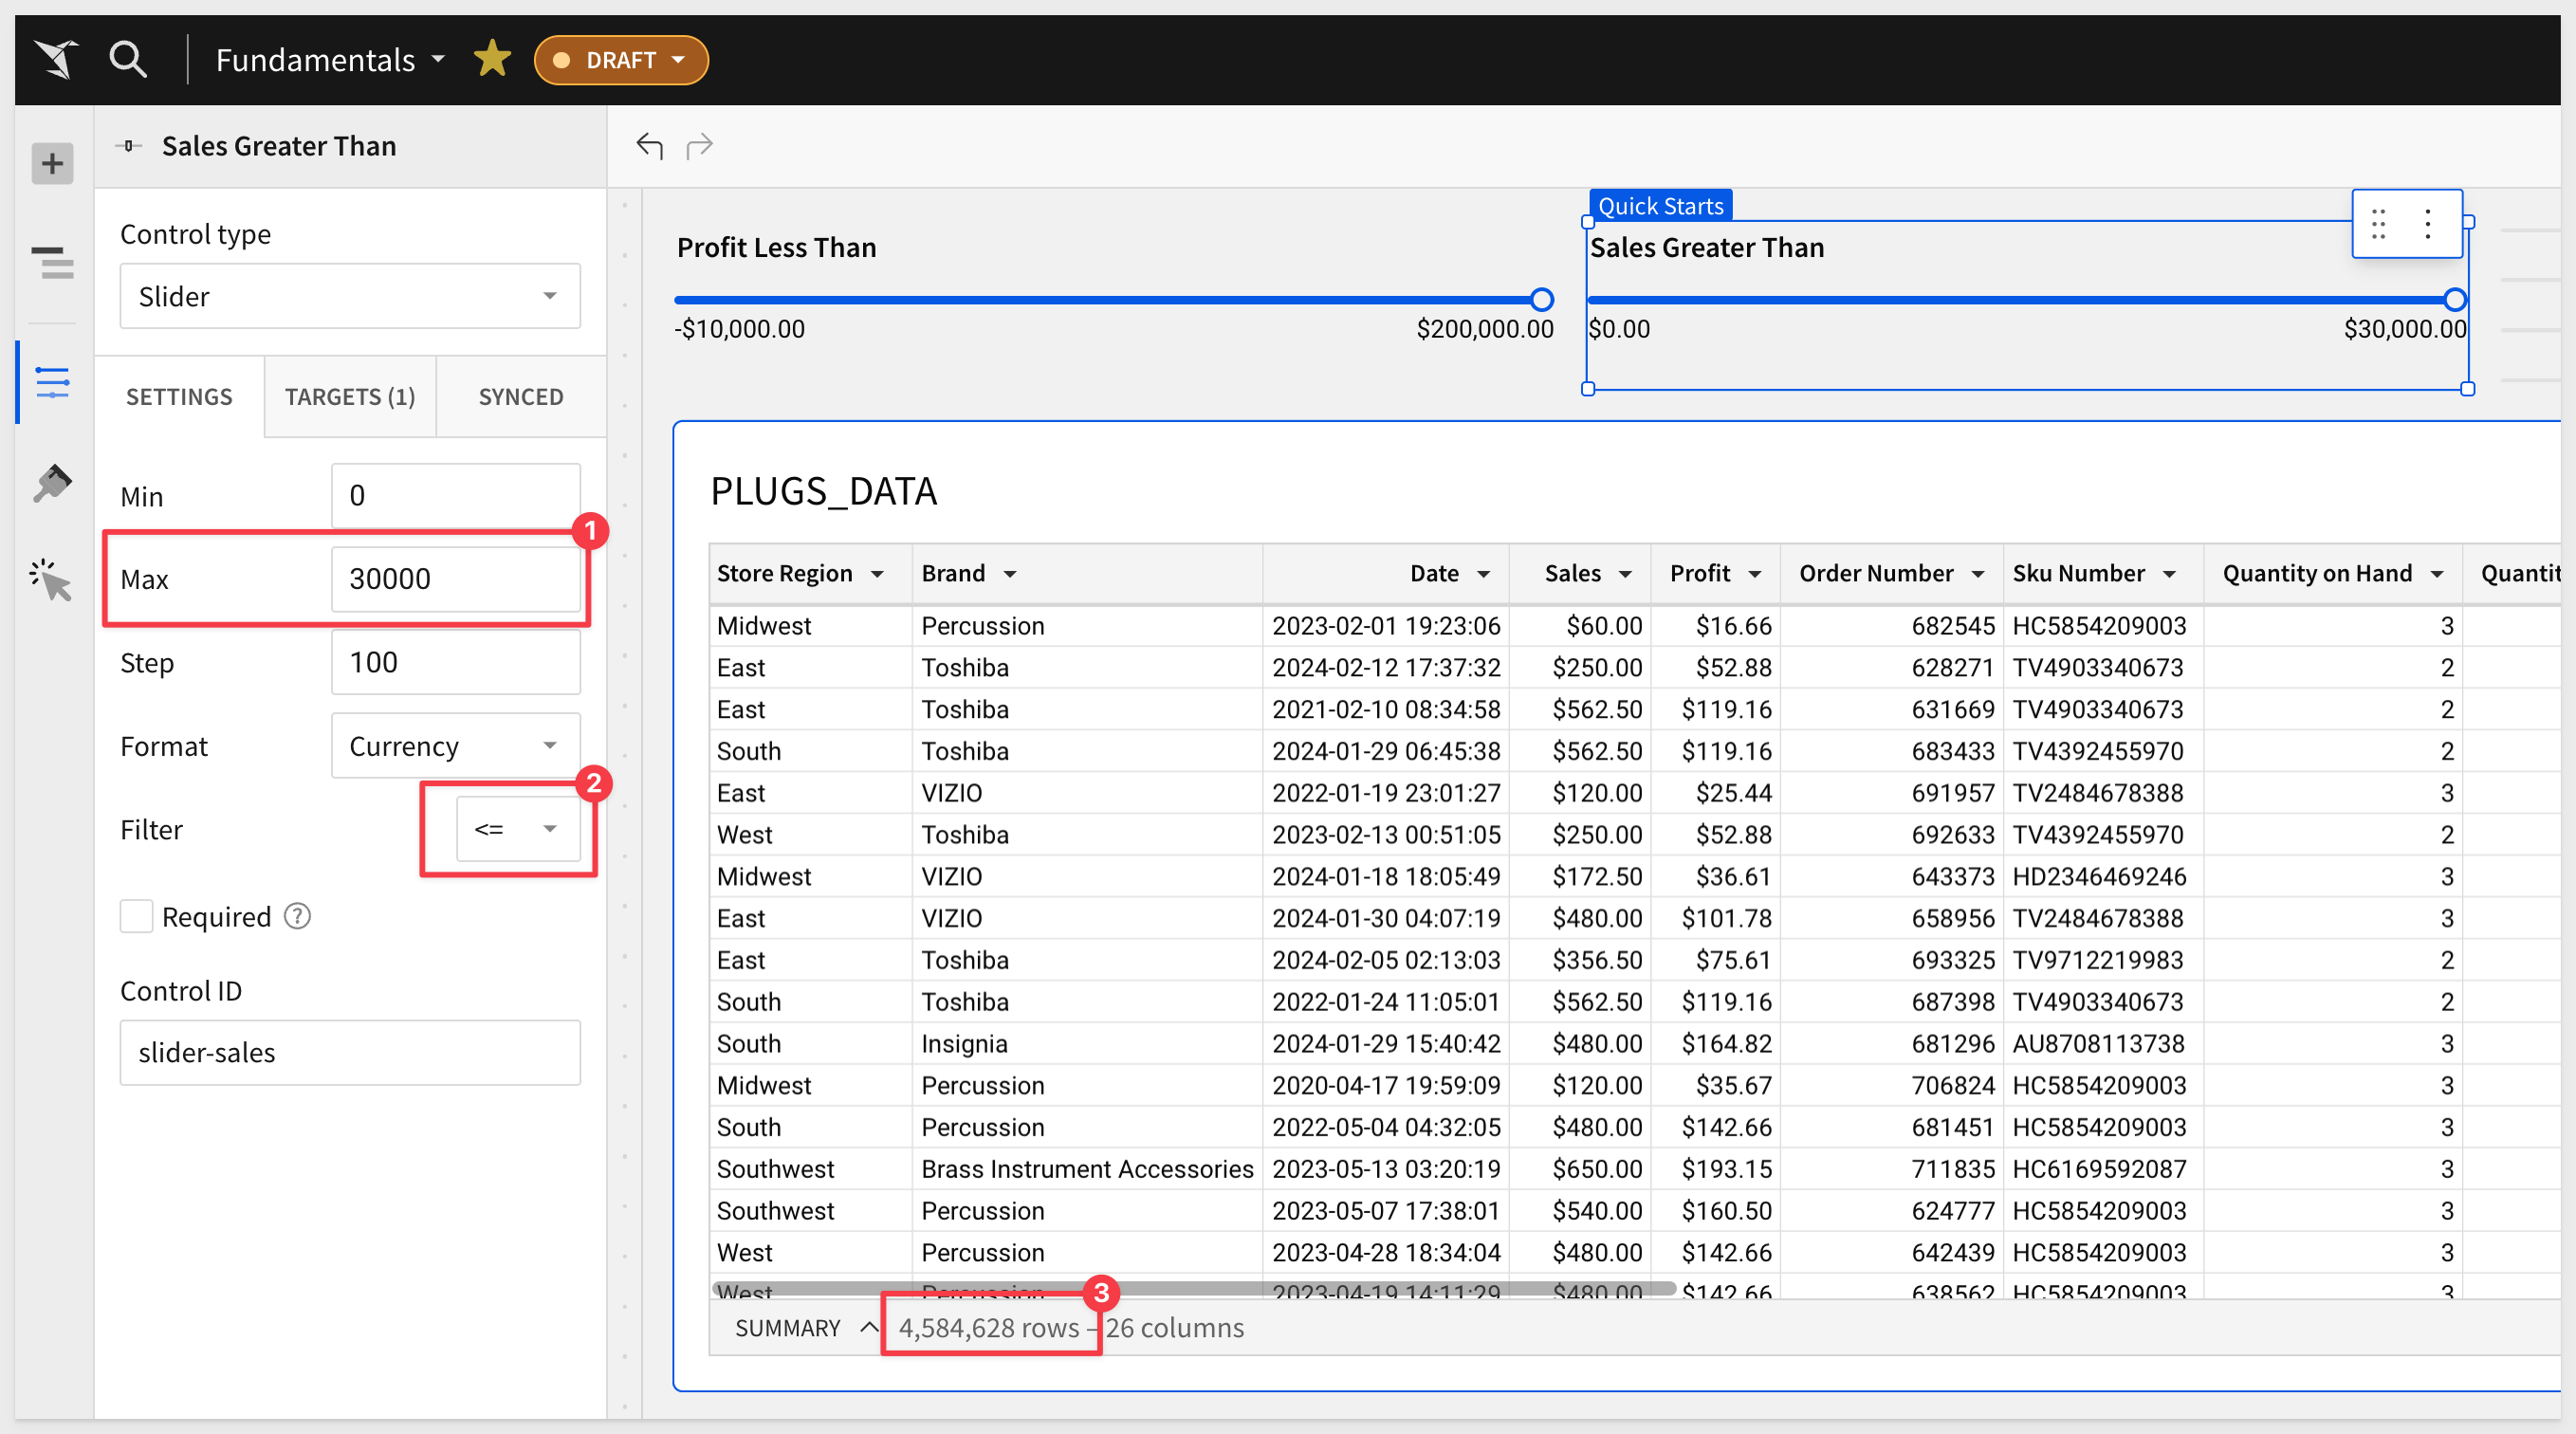 Fundamentals
DRAFT
Sales Greater Than
Control type
Slider
SETTINGS TARGETS (1) SYNCED
Min 0
1
Max 30000
Step 100
Format Currency
2
Filter <=
Required ?
Control ID
slider-sales
Quick Starts
Profit Less Than
-$10,000.00 $200,000.00
Sales Greater Than
$0.00 $30,000.00
PLUGS_DATA
Store Region Brand Date Sales Profit Order Number Sku Number Quantity on Hand Quantit
Midwest Percussion 2023-02-01 19:23:06 $60.00 $16.66 682545 HC5854209003 3
East Toshiba 2024-02-12 17:37:32 $250.00 $52.88 628271 TV4903340673 2
East Toshiba 2021-02-10 08:34:58 $562.50 $119.16 631669 TV4903340673 2
South Toshiba 2024-01-29 06:45:38 $562.50 $119.16 683433 TV4392455970 2
East VIZIO 2022-01-19 23:01:27 $120.00 $25.44 691957 TV2484678388 3
West Toshiba 2023-02-13 00:51:05 $250.00 $52.88 692633 TV4392455970 2
Midwest VIZIO 2024-01-18 18:05:49 $172.50 $36.61 643373 HD2346469246 3
East VIZIO 2024-01-30 04:07:19 $480.00 $101.78 658956 TV2484678388 3
East Toshiba 2024-02-05 02:13:03 $356.50 $75.61 693325 TV9712219983 2
South Toshiba 2022-01-24 11:05:01 $562.50 $119.16 687398 TV4903340673 2
South Insignia 2024-01-29 15:40:42 $480.00 $164.82 681296 AU8708113738 3
Midwest Percussion 2020-04-17 19:59:09 $120.00 $35.67 706824 HC5854209003 3
South Percussion 2022-05-04 04:32:05 $480.00 $142.66 681451 HC5854209003 3
Southwest Brass Instrument Accessories 2023-05-13 03:20:19 $650.00 $193.15 711835 HC6169592087 3
Southwest Percussion 2023-05-07 17:38:01 $540.00 $160.50 624777 HC5854209003 3
West Percussion 2023-04-28 18:34:04 $480.00 $142.66 642439 HC5854209003 3
West Percussion 2023-04-19 14:11:29 $480.00 $142.66 638562 HC5854209003 3
3
SUMMARY 4,584,628 rows – 26 columns